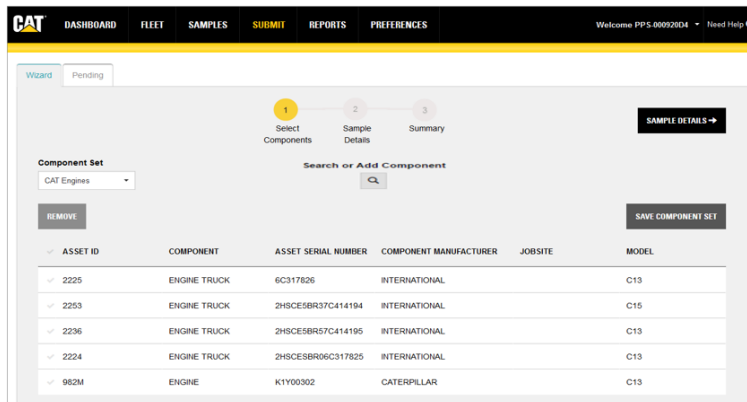 CAT DASHBOARD FLEET SAMPLES SUBMIT REPORTS PREFERENCES Welcome PPS-000920D4 Need Help
Wizard Pending
1 2 3
Select Components Sample Details Summary
SAMPLE DETAILS →
Component Set
Search or Add Component
CAT Engines
REMOVE SAVE COMPONENT SET
ASSET ID COMPONENT ASSET SERIAL NUMBER COMPONENT MANUFACTURER JOBSITE MODEL
2225 ENGINE TRUCK 6C317826 INTERNATIONAL C13
2253 ENGINE TRUCK 2HSCE5BR37C414194 INTERNATIONAL C15
2236 ENGINE TRUCK 2HSCE5BR57C414195 INTERNATIONAL C13
2224 ENGINE TRUCK 2HSCESBR06C317825 INTERNATIONAL C13
982M ENGINE K1Y00302 CATERPILLAR C13